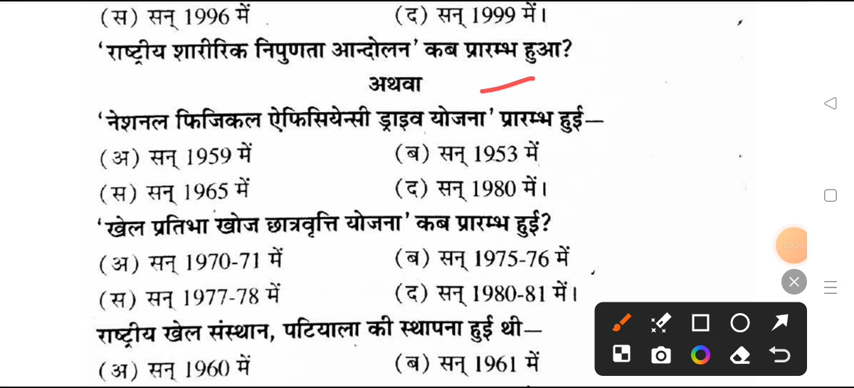 (स) सन् 1996 में (द) सन् 1999 में।
'राष्ट्रीय शारीरिक निपुणता आन्दोलन' कब प्रारम्भ हुआ?
अथवा
'नेशनल फिजिकल ऐफिसियेन्सी ड्राइव योजना' प्रारम्भ हुई—
(अ) सन् 1959 में (ब) सन् 1953 में
(स) सन् 1965 में (द) सन् 1980 में।
'खेल प्रतिभा खोज छात्रवृत्ति योजना' कब प्रारम्भ हुई?
(अ) सन् 1970-71 में (ब) सन् 1975-76 में
(स) सन् 1977-78 में (द) सन् 1980-81 में।
राष्ट्रीय खेल संस्थान, पटियाला की स्थापना हुई थी—
(अ) सन् 1960 में (ब) सन् 1961 में